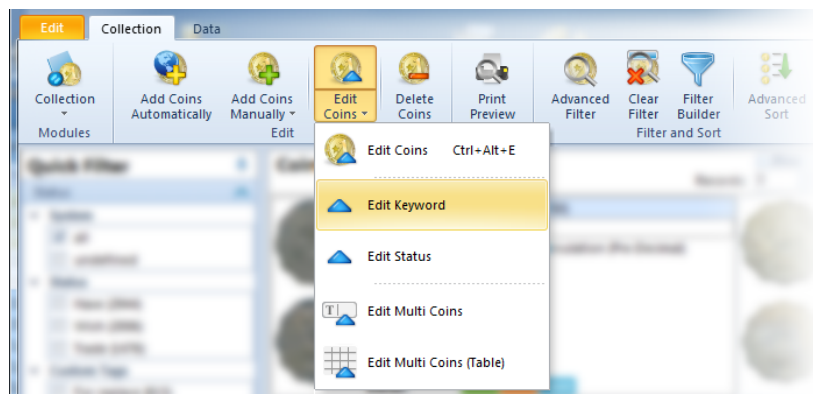 Edit Collection Data
Collection Add Coins Add Coins Edit Delete Print Advanced Clear Filter Advanced
Automatically Manually Coins Coins Preview Filter Filter Builder Sort
Modules Edit Filter and Sort
Edit Coins Ctrl+Alt+E
Quick Filter
Edit Keyword
Edit Status
Edit Multi Coins
Edit Multi Coins (Table)